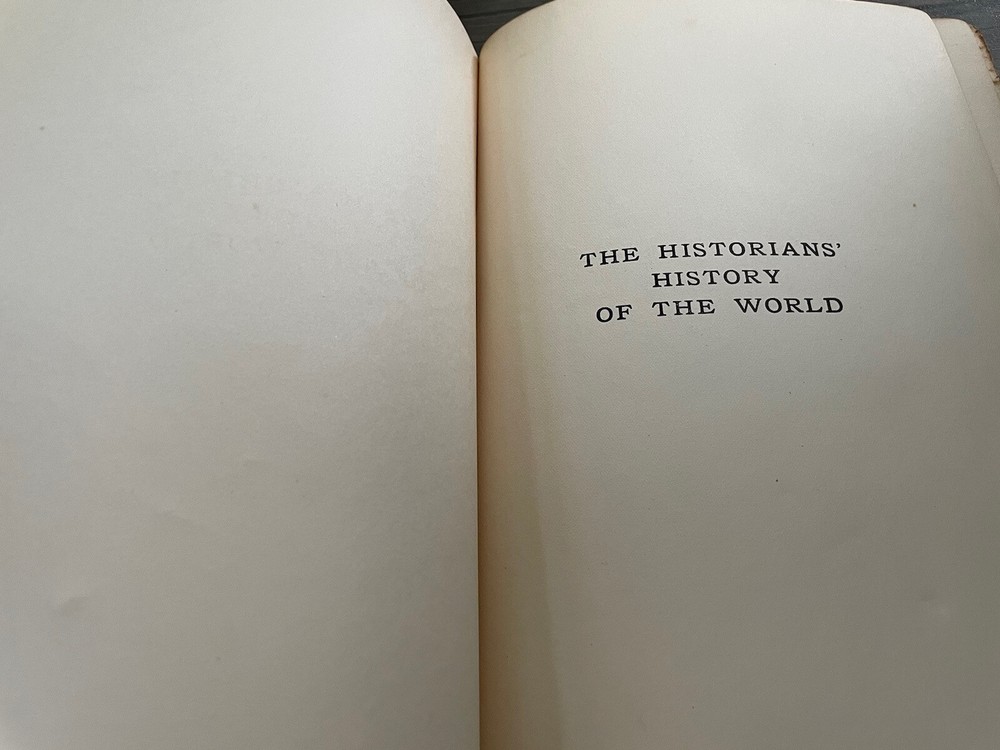 THE HISTORIANS'
HISTORY
OF THE WORLD